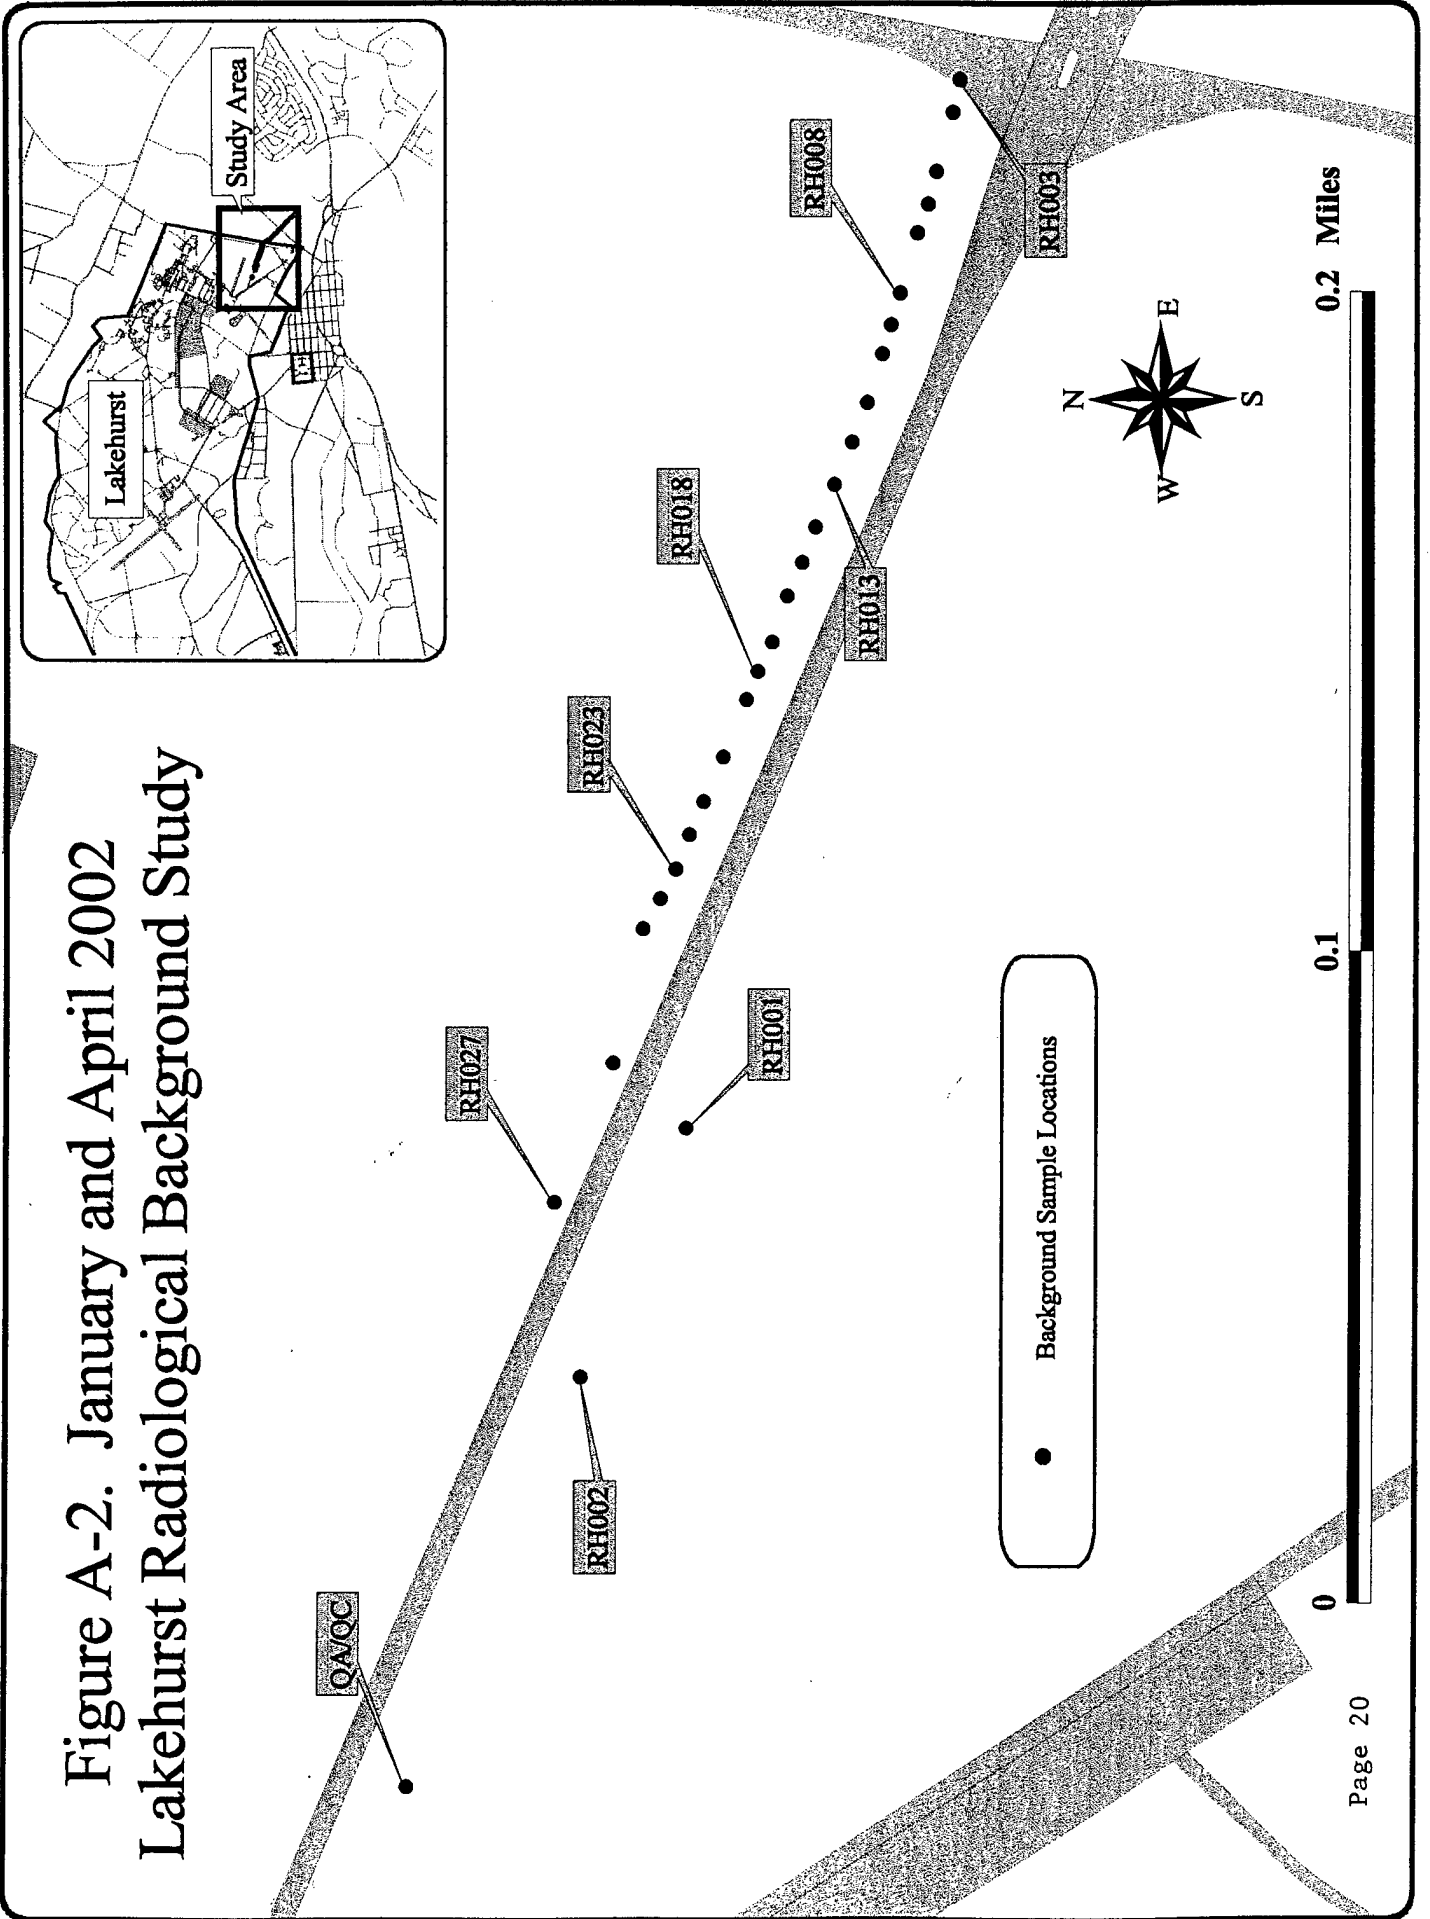 Figure A-2. January and April 2002
Lakehurst Radiological Background Study
Lakehurst
Study Area
QA/QC
RH027
RH023
RH018
RH008
RH002
RH001
RH013
RH003
Background Sample Locations
N
W
E
S
0
0.1
0.2 Miles
Page 20